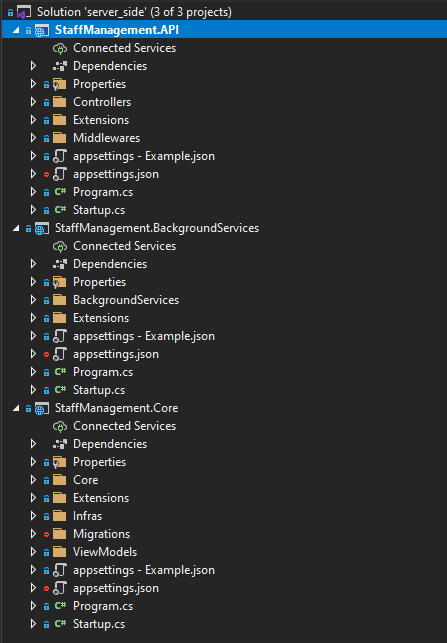 Solution 'server_side' (3 of 3 projects)
StaffManagement.API
Connected Services
Dependencies
Properties
Controllers
Extensions
Middlewares
appsettings - Example.json
appsettings.json
C# Program.cs
C# Startup.cs
StaffManagement.BackgroundServices
Connected Services
Dependencies
Properties
BackgroundServices
Extensions
appsettings - Example.json
appsettings.json
C# Program.cs
C# Startup.cs
StaffManagement.Core
Connected Services
Dependencies
Properties
Core
Extensions
Infras
Migrations
ViewModels
appsettings - Example.json
appsettings.json
C# Program.cs
C# Startup.cs